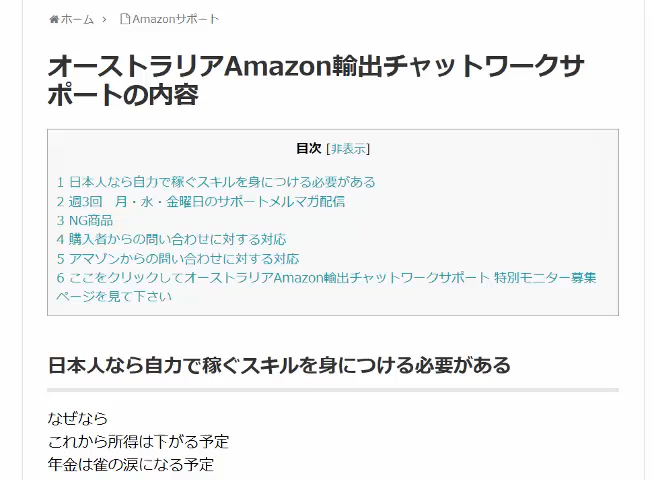 ホーム › Amazonサポート
オーストラリアAmazon輸出チャットワークサ
ポートの内容
目次 [非表示]
1 日本人なら自力で稼ぐスキルを身につける必要がある
2 週3回　月・水・金曜日のサポートメルマガ配信
3 NG商品
4 購入者からの問い合わせに対する対応
5 アマゾンからの問い合わせに対する対応
6 ここをクリックしてオーストラリアAmazon輸出チャットワークサポート 特別モニター募集
ページを見て下さい
日本人なら自力で稼ぐスキルを身につける必要がある
なぜなら
これから所得は下がる予定
年金は雀の涙になる予定